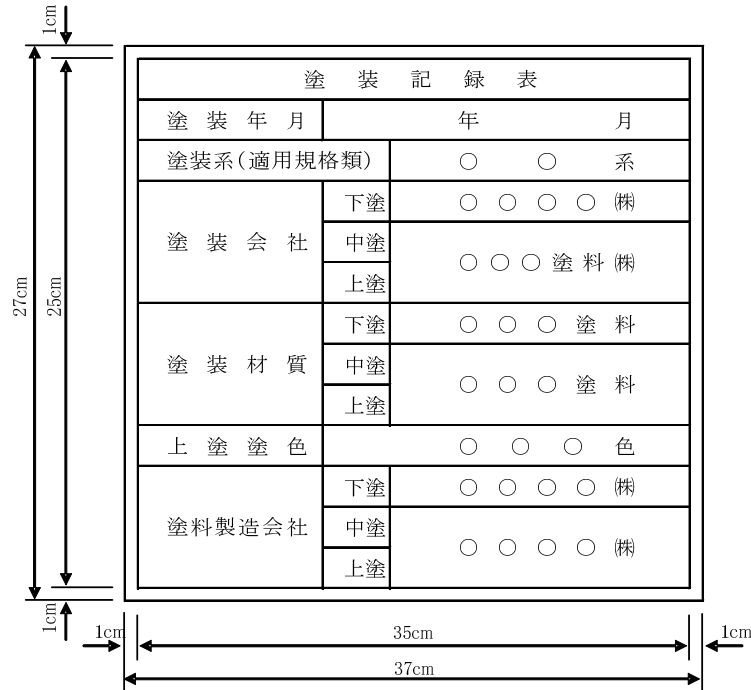 1cm
塗装記録表
塗装年月 年 月
塗装系(適用規格類) ○ ○ 系
下塗 ○ ○ ○ ○ ㈱
塗装会社 中塗 ○ ○ ○ 塗料㈱
上塗
下塗 ○ ○ ○ 塗料
塗装材質 中塗 ○ ○ ○ 塗料
上塗
上塗塗色 ○ ○ ○ 色
下塗 ○ ○ ○ ○ ㈱
塗料製造会社 中塗 ○ ○ ○ ○ ㈱
上塗
27cm
25cm
1cm
1cm
35cm
1cm
37cm